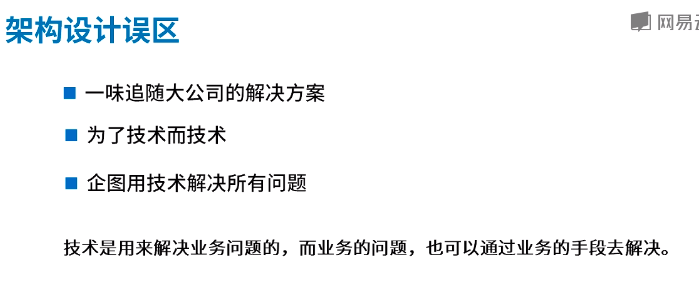 架构设计误区
网易云
一味追随大公司的解决方案
为了技术而技术
企图用技术解决所有问题
技术是用来解决业务问题的，而业务的问题，也可以通过业务的手段去解决。